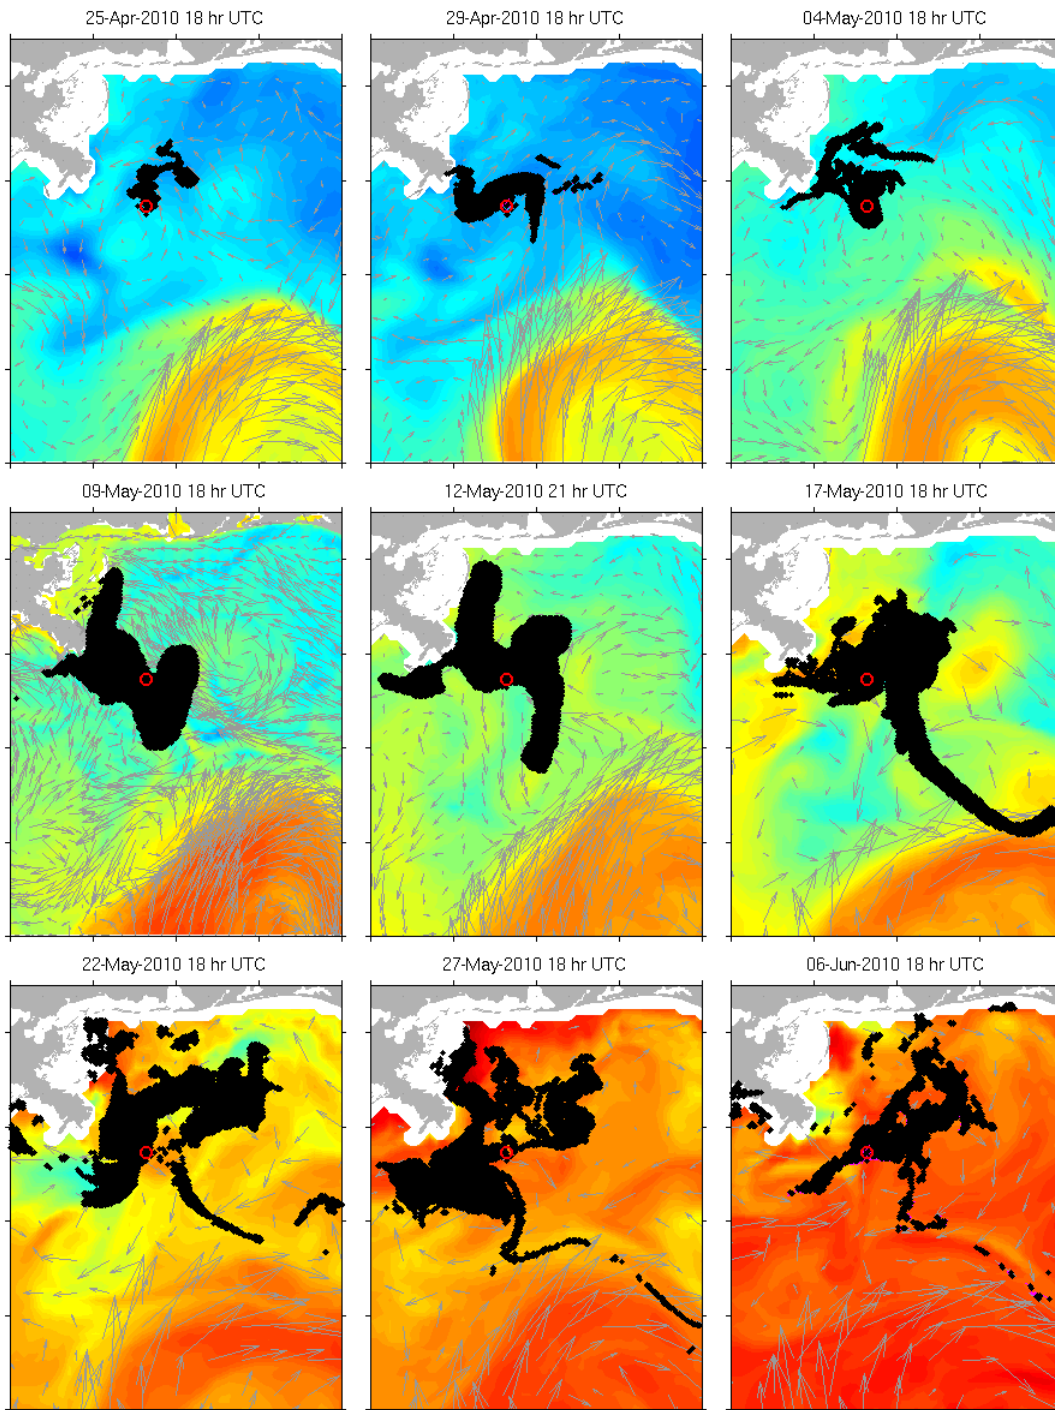 25-Apr-2010 18 hr UTC
29-Apr-2010 18 hr UTC
04-May-2010 18 hr UTC
09-May-2010 18 hr UTC
12-May-2010 21 hr UTC
17-May-2010 18 hr UTC
22-May-2010 18 hr UTC
27-May-2010 18 hr UTC
06-Jun-2010 18 hr UTC